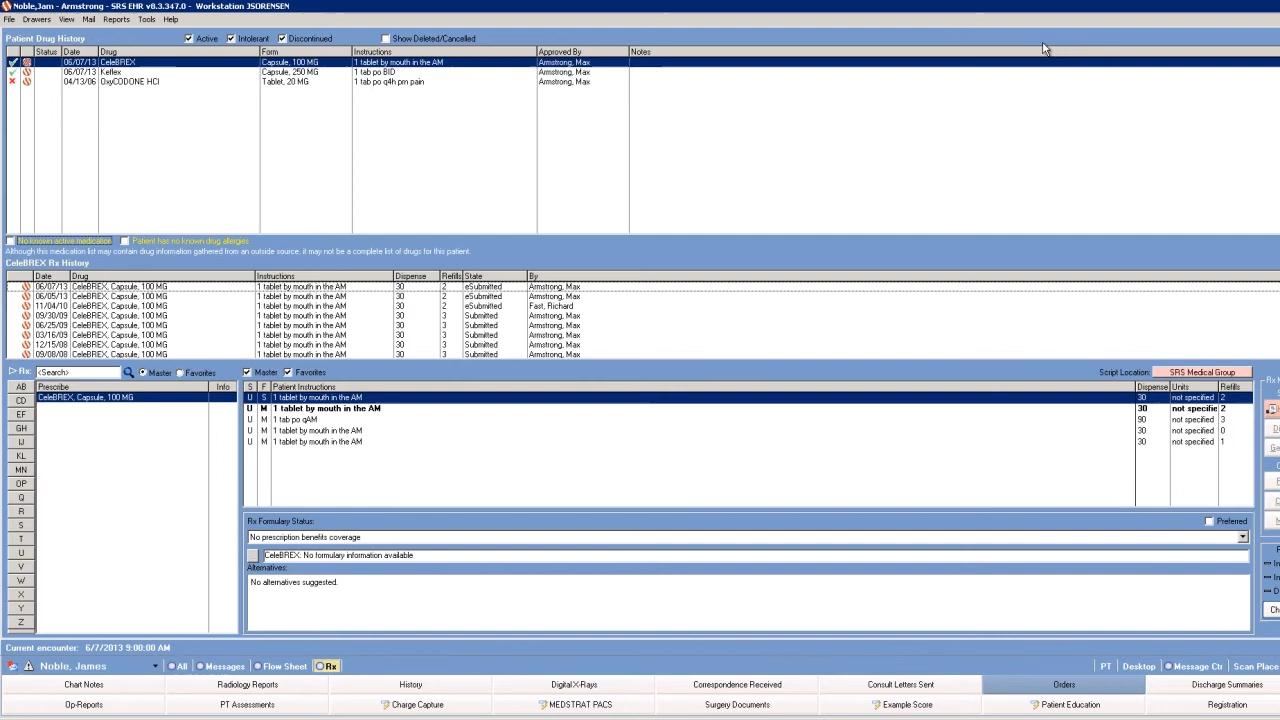 Noble,Jam - Armstrong - SRS EHR v8.3.347.0 - Workstation JSORENSEN
File Drawers View Mail Reports Tools Help
Patient Drug History Active Intolerant Discontinued Show Deleted/Cancelled
Status Date Drug Form Instructions Approved By Notes
06/07/13 CeleBREX Capsule, 100 MG 1 tablet by mouth in the AM Armstrong, Max
06/07/13 Keflex Capsule, 250 MG 1 tab po BID Armstrong, Max
04/13/06 OxyCODONE HCl Tablet, 20 MG 1 tab po q4h prn pain Armstrong, Max
No known active medication Patient has no known drug allergies
Although this medication list may contain drug information gathered from an outside source, it may not be a complete list of drugs for this patient.
CeleBREX Rx History
Date Drug Instructions Dispense Refills State By
06/07/13 CeleBREX, Capsule, 100 MG 1 tablet by mouth in the AM 30 2 eSubmitted Armstrong, Max
06/05/13 CeleBREX, Capsule, 100 MG 1 tablet by mouth in the AM 30 2 eSubmitted Armstrong, Max
11/04/10 CeleBREX, Capsule, 100 MG 1 tablet by mouth in the AM 30 2 eSubmitted Fast, Richard
09/30/09 CeleBREX, Capsule, 100 MG 1 tablet by mouth in the AM 30 3 Submitted Armstrong, Max
06/25/09 CeleBREX, Capsule, 100 MG 1 tablet by mouth in the AM 30 3 Submitted Armstrong, Max
03/16/09 CeleBREX, Capsule, 100 MG 1 tablet by mouth in the AM 30 3 Submitted Armstrong, Max
12/15/08 CeleBREX, Capsule, 100 MG 1 tablet by mouth in the AM 30 3 Submitted Armstrong, Max
09/08/08 CeleBREX, Capsule, 100 MG 1 tablet by mouth in the AM 30 3 Submitted Armstrong, Max
Rx: <Search> Master Favorites Master Favorites Script Location: SRS Medical Group
AB Prescribe Info S F Patient Instructions Dispense Units Refills
CD CeleBREX, Capsule, 100 MG U S 1 tablet by mouth in the AM 30 not specified 2
EF U M 1 tablet by mouth in the AM 30 not specifie 2
GH U M 1 tab po qAM 90 not specified 3
IJ U M 1 tablet by mouth in the AM 30 not specified 0
KL U M 1 tablet by mouth in the AM 30 not specified 1
MN
OP
Q
R
S Rx Formulary Status: Preferred
T No prescription benefits coverage
U CeleBREX: No formulary information available
V Alternatives:
W No alternatives suggested.
X
Y
Z
Current encounter: 6/7/2013 9:00:00 AM
Noble, James All Messages Flow Sheet Rx PT Desktop Message Ctr Scan Place
Chart Notes Radiology Reports History Digital X-Rays Correspondence Received Consult Letters Sent Orders Discharge Summaries
Op-Reports PT Assessments Charge Capture MEDSTRAT PACS Surgery Documents Example Score Patient Education Registration